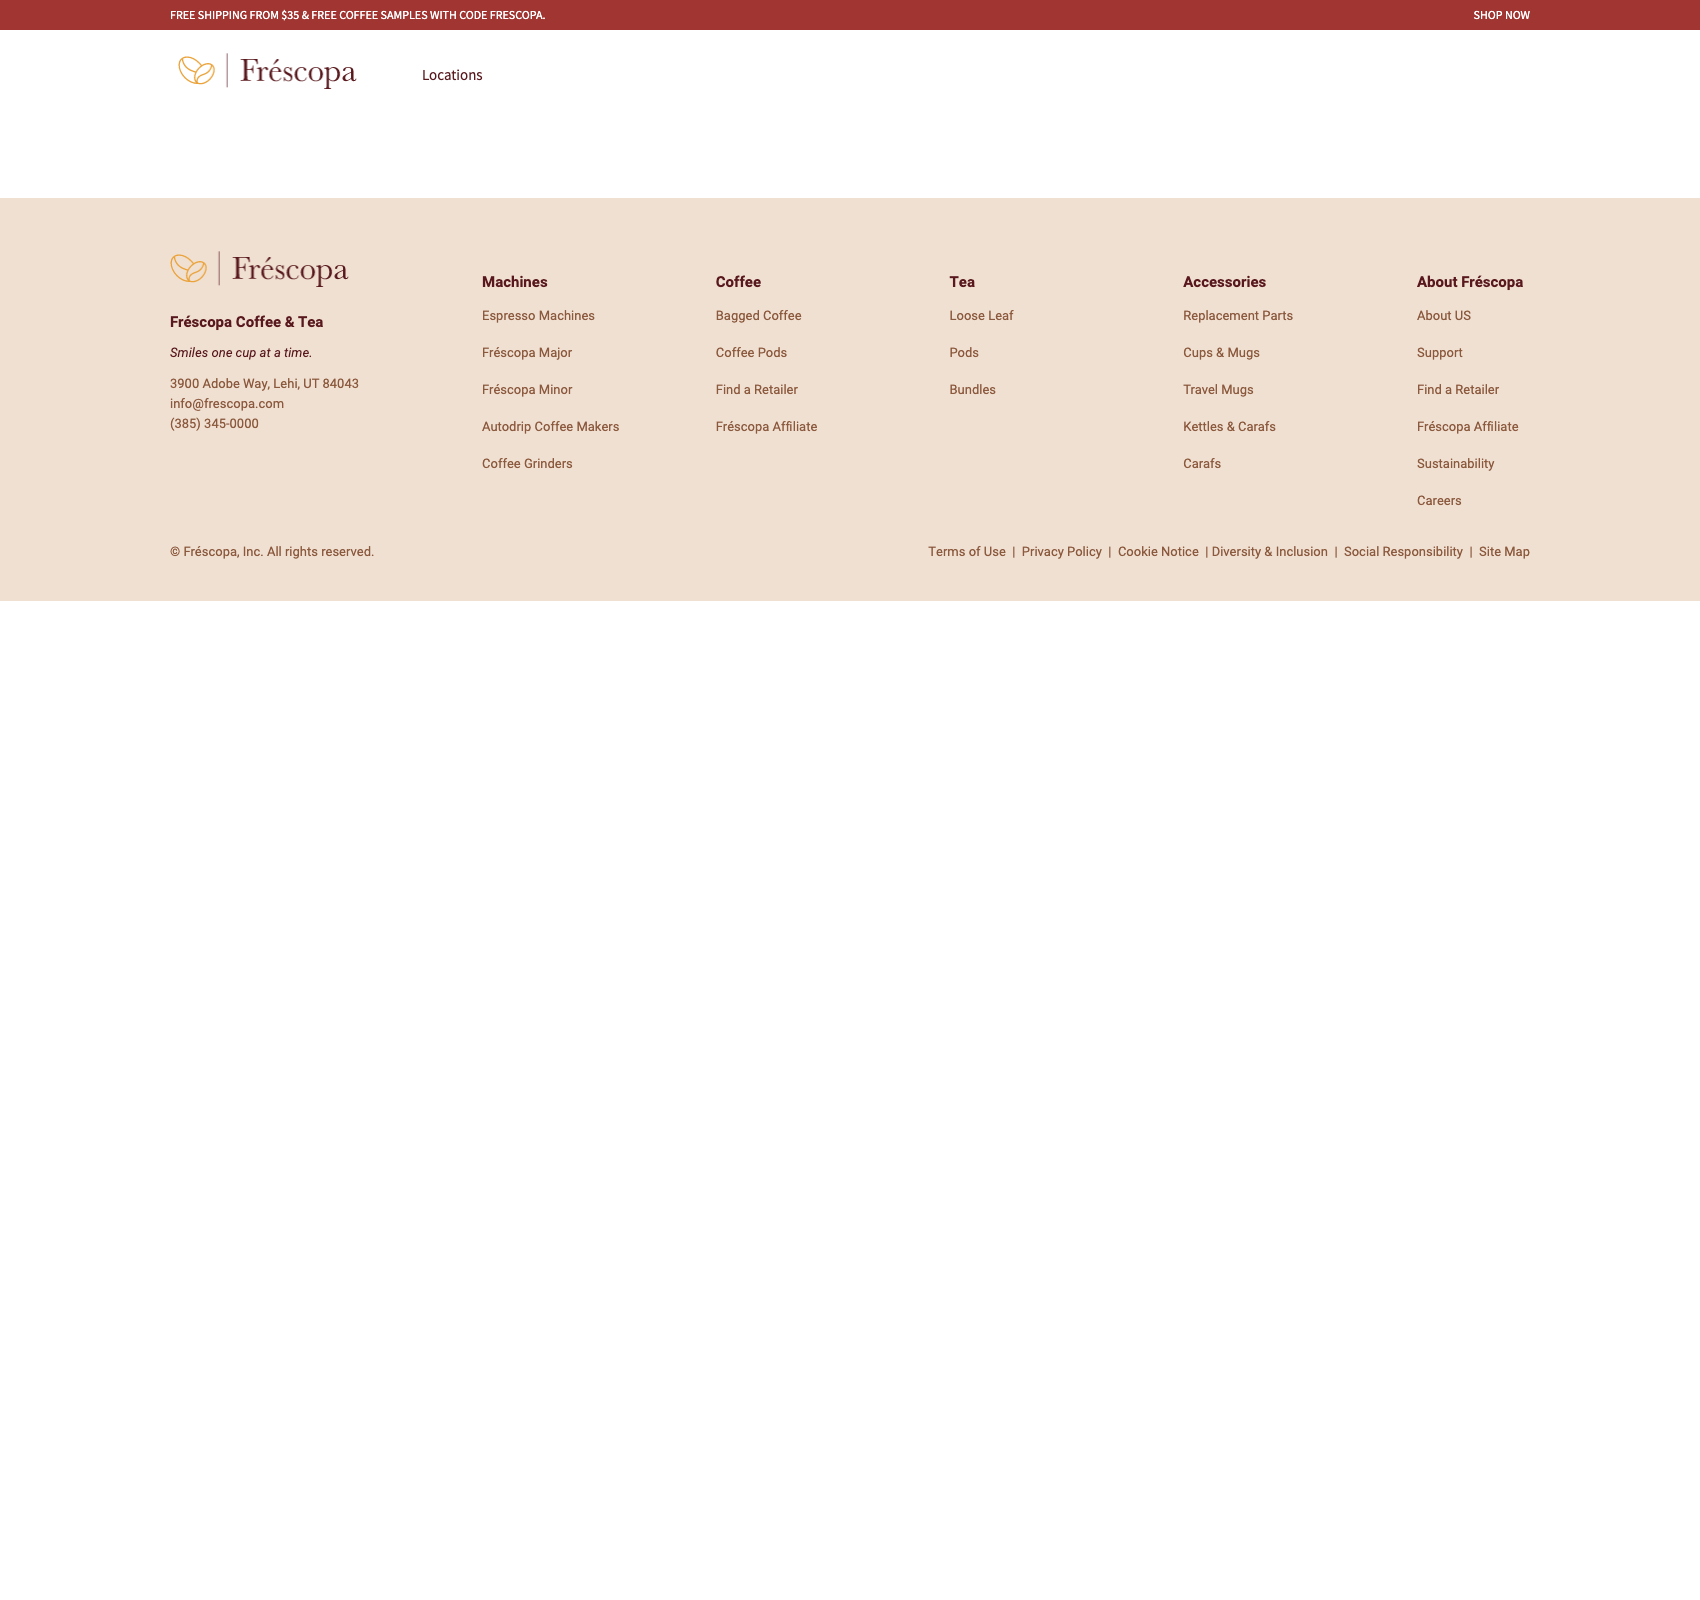 FREE SHIPPING FROM $35 & FREE COFFEE SAMPLES WITH CODE FRESCOPA.
SHOP NOW
Fréscopa
Locations
Fréscopa
Fréscopa Coffee & Tea
Smiles one cup at a time.
3900 Adobe Way, Lehi, UT 84043
info@frescopa.com
(385) 345-0000
Machines
Espresso Machines
Fréscopa Major
Fréscopa Minor
Autodrip Coffee Makers
Coffee Grinders
Coffee
Bagged Coffee
Coffee Pods
Find a Retailer
Fréscopa Affiliate
Tea
Loose Leaf
Pods
Bundles
Accessories
Replacement Parts
Cups & Mugs
Travel Mugs
Kettles & Carafs
Carafs
About Fréscopa
About US
Support
Find a Retailer
Fréscopa Affiliate
Sustainability
Careers
© Fréscopa, Inc. All rights reserved.
Terms of Use | Privacy Policy | Cookie Notice | Diversity & Inclusion | Social Responsibility | Site Map